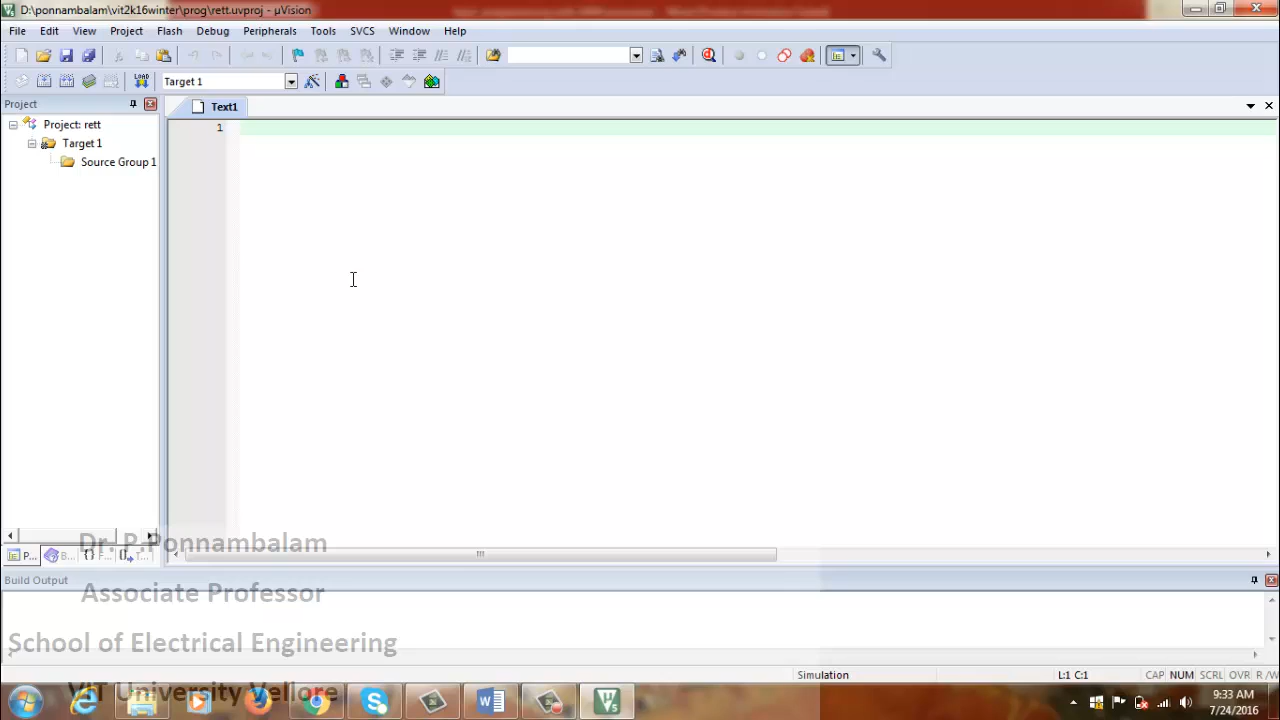 D:\ponnambalam\vit2k16winter\prog\rett.uvproj - µVision
File Edit View Project Flash Debug Peripherals Tools SVCS Window Help
LOAD Target 1
Project
Text1
1
Project: rett
Target 1
Source Group 1
P... B... {} F... T...
Build Output
Dr. P.Ponnambalam
Associate Professor
School of Electrical Engineering
VIT University Vellore
Simulation L:1 C:1 CAP NUM SCRL OVR R /W
9:33 AM
7/24/2016